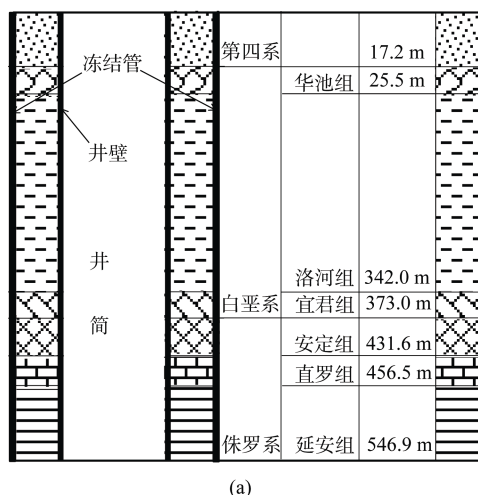 第四系 17.2 m
冻结管 华池组 25.5 m
井壁
井
洛河组 342.0 m
白垩系 宜君组 373.0 m
简
安定组 431.6 m
直罗组 456.5 m
侏罗系 延安组 546.9 m
(a)